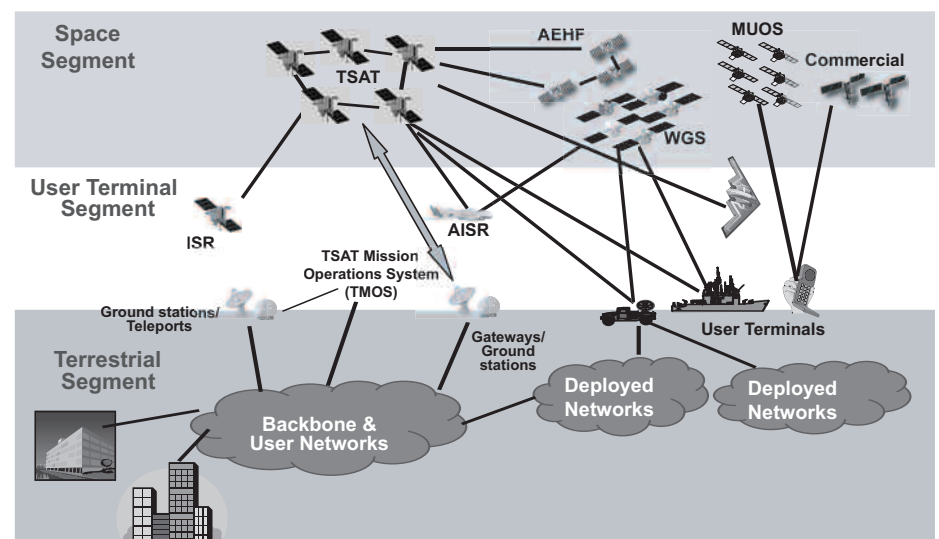 Space
Segment
TSAT
AEHF
MUOS
Commercial
WGS
User Terminal
Segment
ISR
AISR
TSAT Mission
Operations System
(TMOS)
Ground stations/
Teleports
Gateways/
Ground
stations
User Terminals
Terrestrial
Segment
Backbone &
User Networks
Deployed
Networks
Deployed
Networks